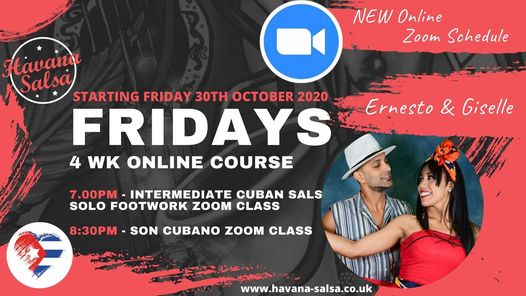 NEW Online
Zoom Schedule
Havana
Salsa
STARTING FRIDAY 30TH OCTOBER 2020
Ernesto & Giselle
FRIDAYS
4 WK ONLINE COURSE
7.00PM - INTERMEDIATE CUBAN SALS
SOLO FOOTWORK ZOOM CLASS
8:30PM - SON CUBANO ZOOM CLASS
www.havana-salsa.co.uk